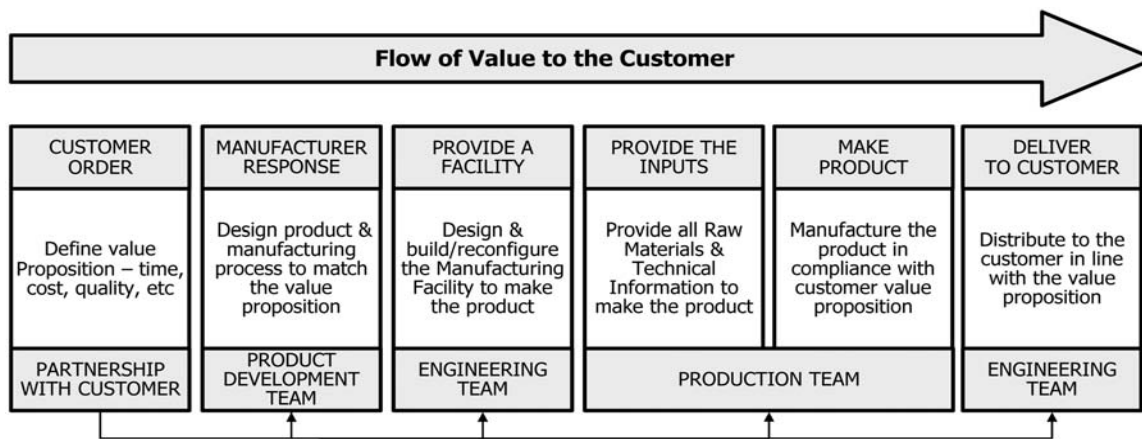 Flow of Value to the Customer
CUSTOMER
ORDER
Define value
Proposition – time,
cost, quality, etc
PARTNERSHIP
WITH CUSTOMER
MANUFACTURER
RESPONSE
Design product &
manufacturing
process to match
the value
proposition
PRODUCT
DEVELOPMENT
TEAM
PROVIDE A
FACILITY
Design &
build/reconfigure
the Manufacturing
Facility to make
the product
ENGINEERING
TEAM
PROVIDE THE
INPUTS
Provide all Raw
Materials &
Technical
Information to
make the product
MAKE
PRODUCT
Manufacture the
product in
compliance with
customer value
proposition
PRODUCTION TEAM
DELIVER
TO CUSTOMER
Distribute to the
customer in line
with the value
proposition
ENGINEERING
TEAM